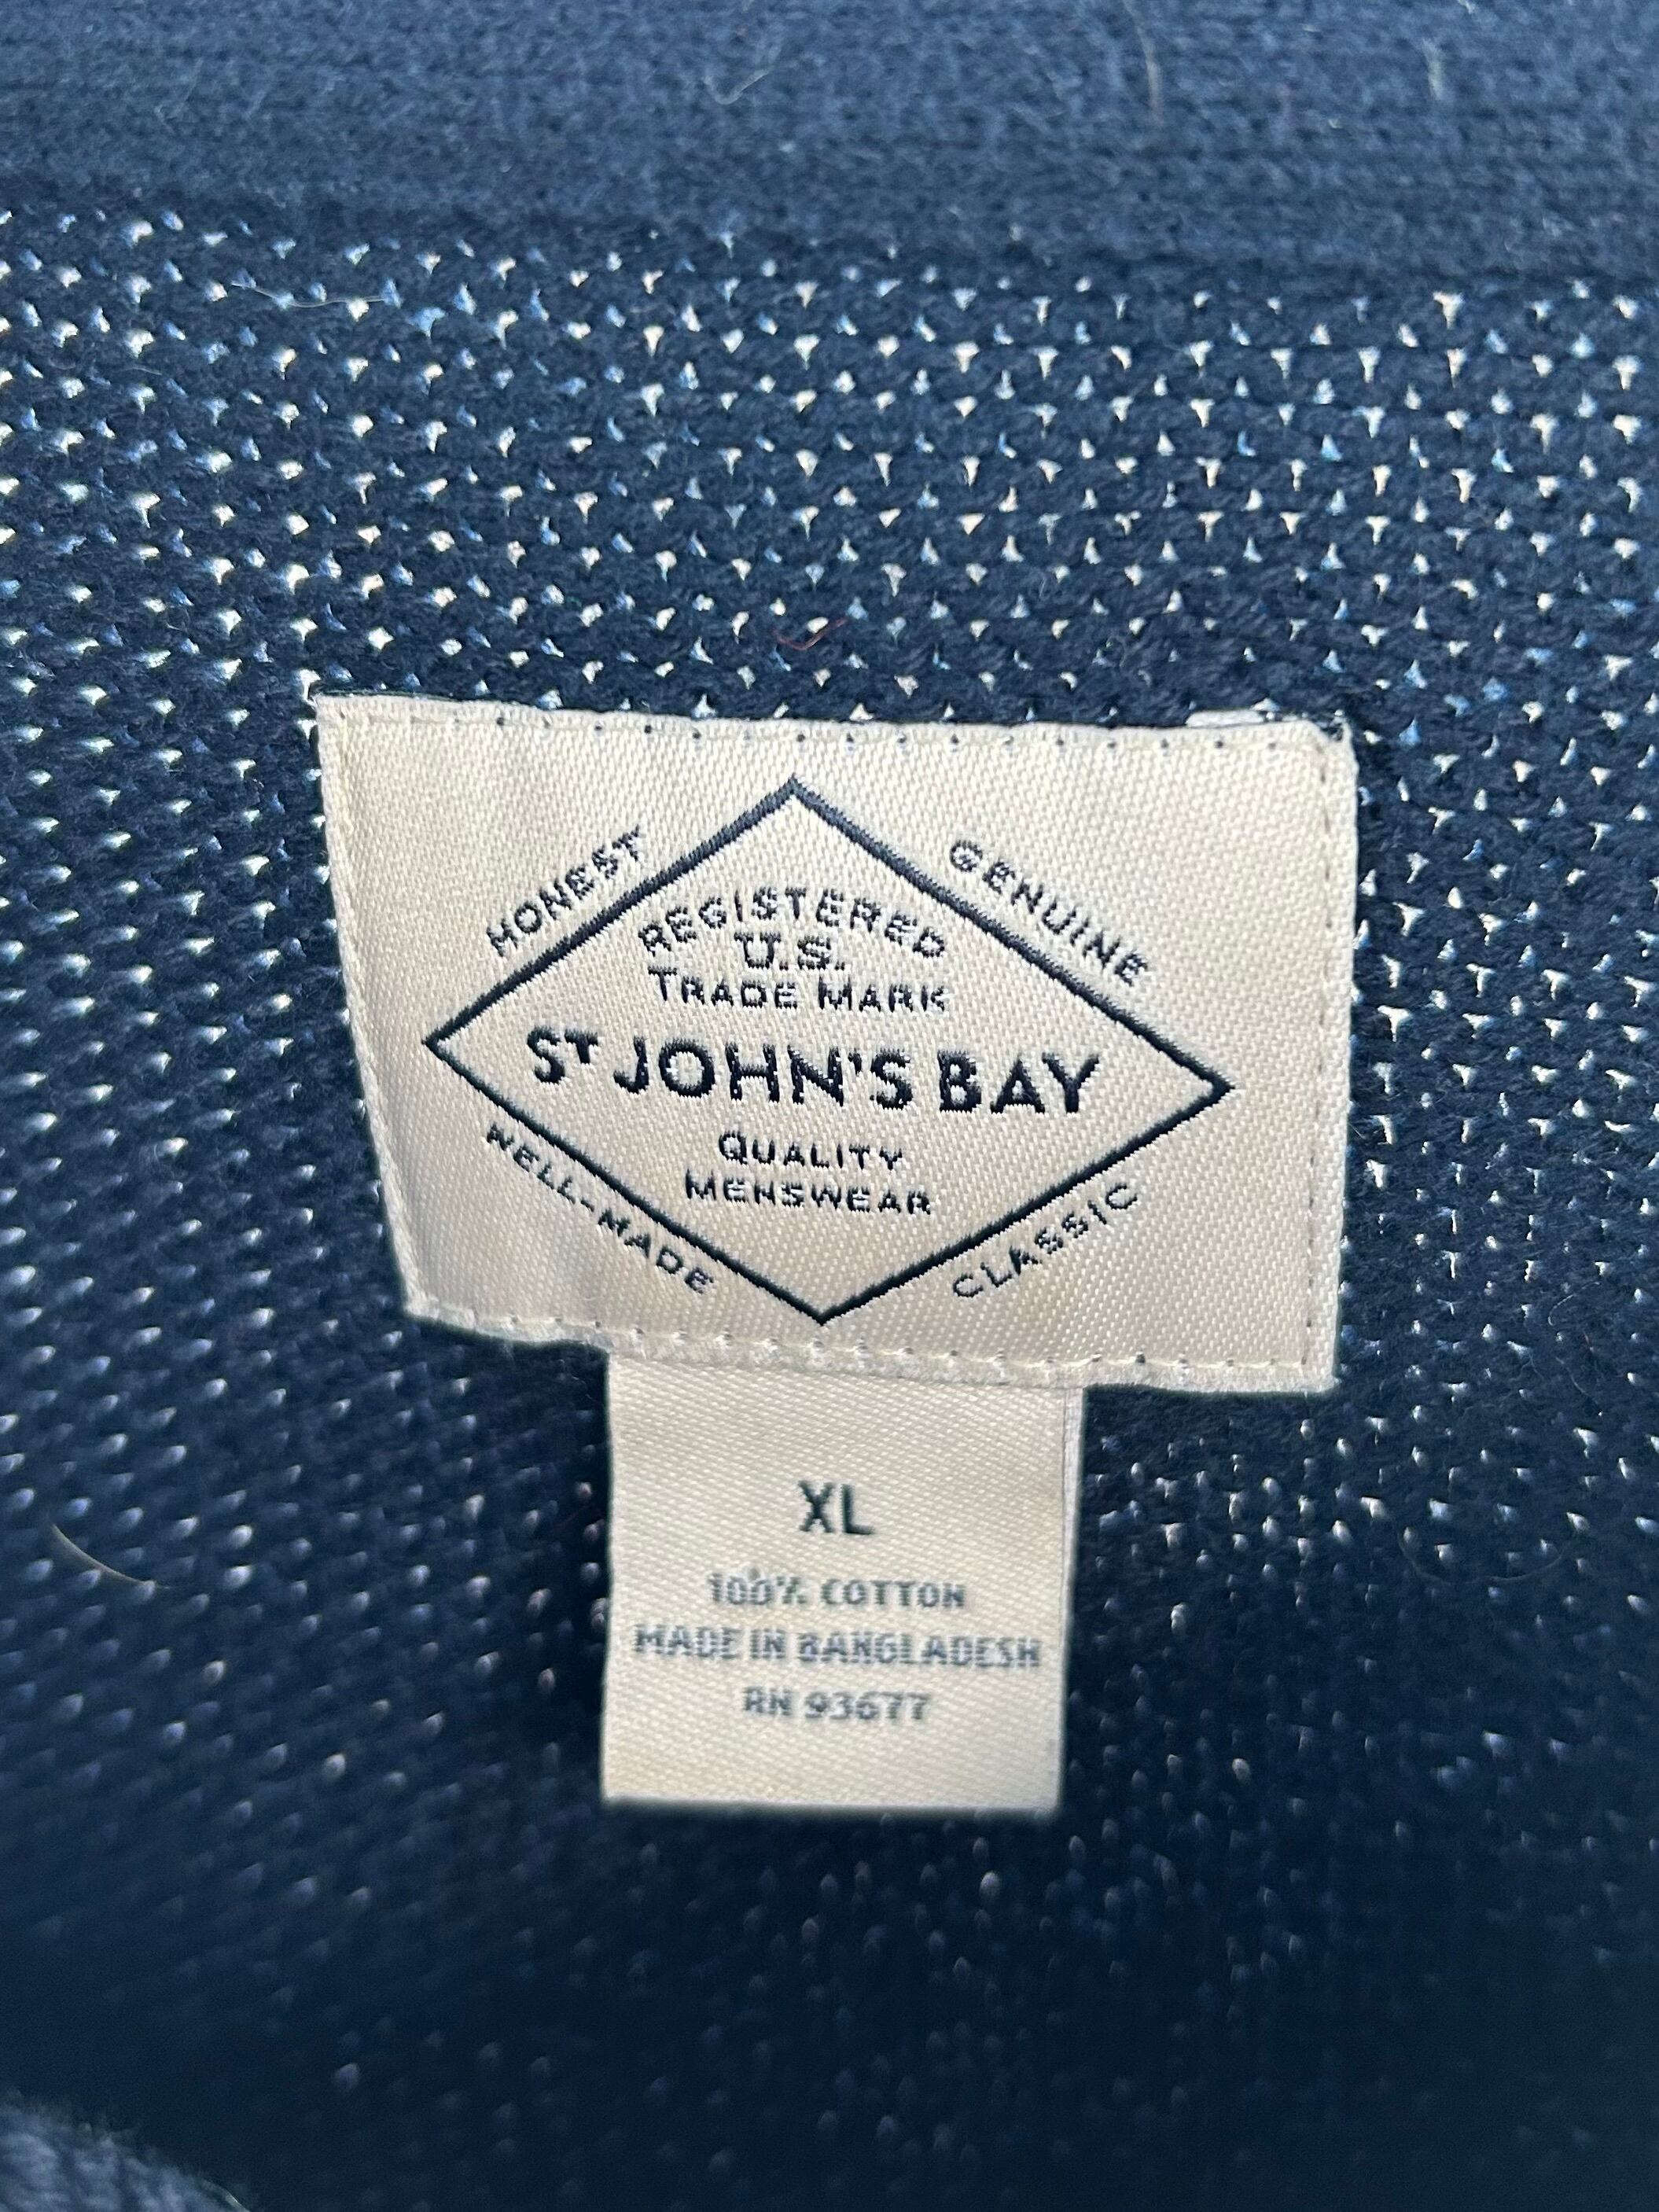 HONEST
GENUINE
REGISTERED
U.S.
TRADE MARK
ST JOHN'S BAY
QUALITY
MENSWEAR
WELL-MADE
CLASSIC
XL
100% COTTON
MADE IN BANGLADESH
RN 93677